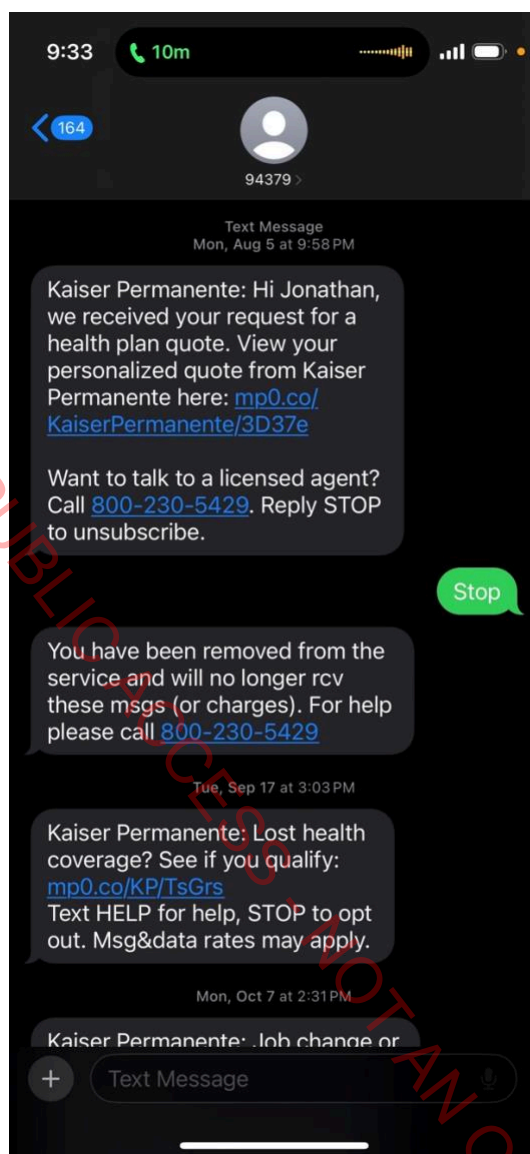 9:33
10m
164
94379
Text Message
Mon, Aug 5 at 9:58 PM
Kaiser Permanente: Hi Jonathan,
we received your request for a
health plan quote. View your
personalized quote from Kaiser
Permanente here: mp0.co/
KaiserPermanente/3D37e
Want to talk to a licensed agent?
Call 800-230-5429. Reply STOP
to unsubscribe.
Stop
You have been removed from the
service and will no longer rcv
these msgs (or charges). For help
please call 800-230-5429
Tue, Sep 17 at 3:03 PM
Kaiser Permanente: Lost health
coverage? See if you qualify:
mp0.co/KP/TsGrs
Text HELP for help, STOP to opt
out. Msg&data rates may apply.
Mon, Oct 7 at 2:31 PM
Kaiser Permanente: Job change or
Text Message
PUBLIC ACCESS - NOT AN